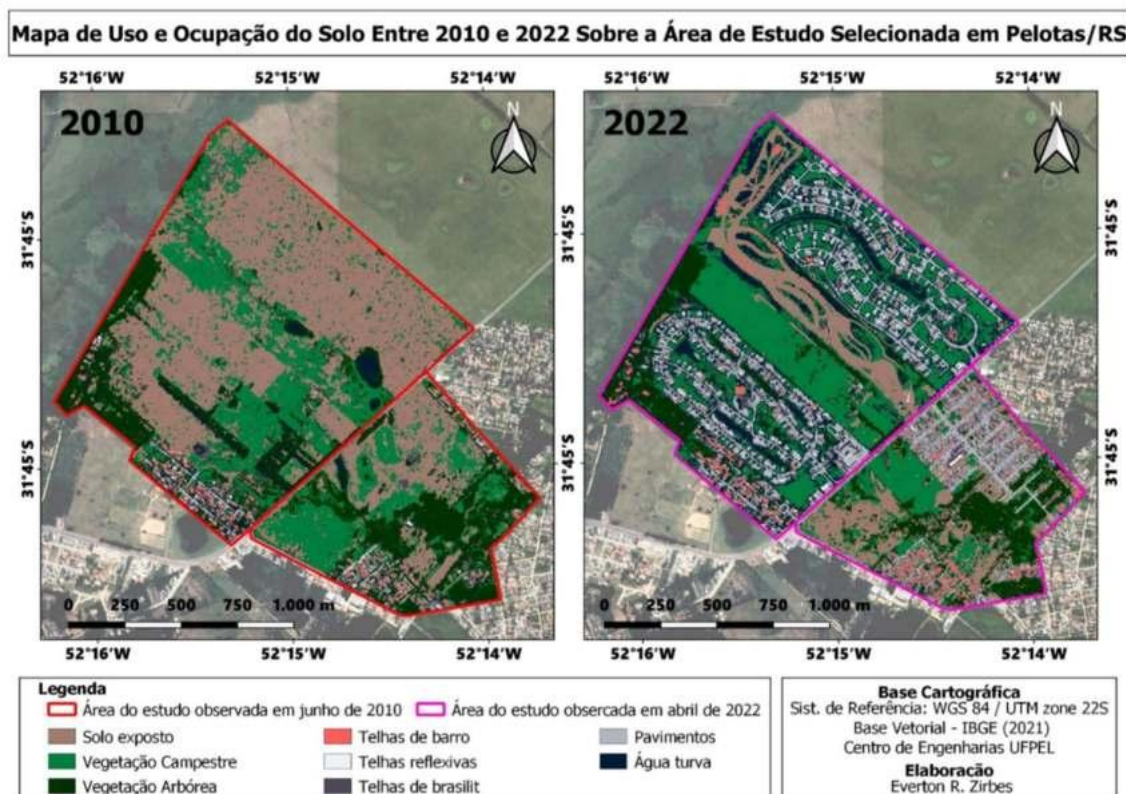 Mapa de Uso e Ocupação do Solo Entre 2010 e 2022 Sobre a Área de Estudo Selecionada em Pelotas/RS
52°16'W 52°15'W 52°14'W 52°16'W 52°15'W 52°14'W
2010 N 2022 N
31°45'S 31°45'S 31°45'S
31°45'S 31°45'S 31°45'S
0 250 500 750 1.000 m 0 250 500 750 1.000 m
52°16'W 52°15'W 52°14'W 52°16'W 52°15'W 52°14'W
Legenda
Área do estudo observada em junho de 2010 Área do estudo obsercada em abril de 2022
Solo exposto Telhas de barro Pavimentos
Vegetação Campestre Telhas reflexivas Água turva
Vegetação Arbórea Telhas de brasilit
Base Cartográfica
Sist. de Referência: WGS 84 / UTM zone 22S
Base Vetorial - IBGE (2021)
Centro de Engenharias UFPEL
Elaboração
Everton R. Zirbes